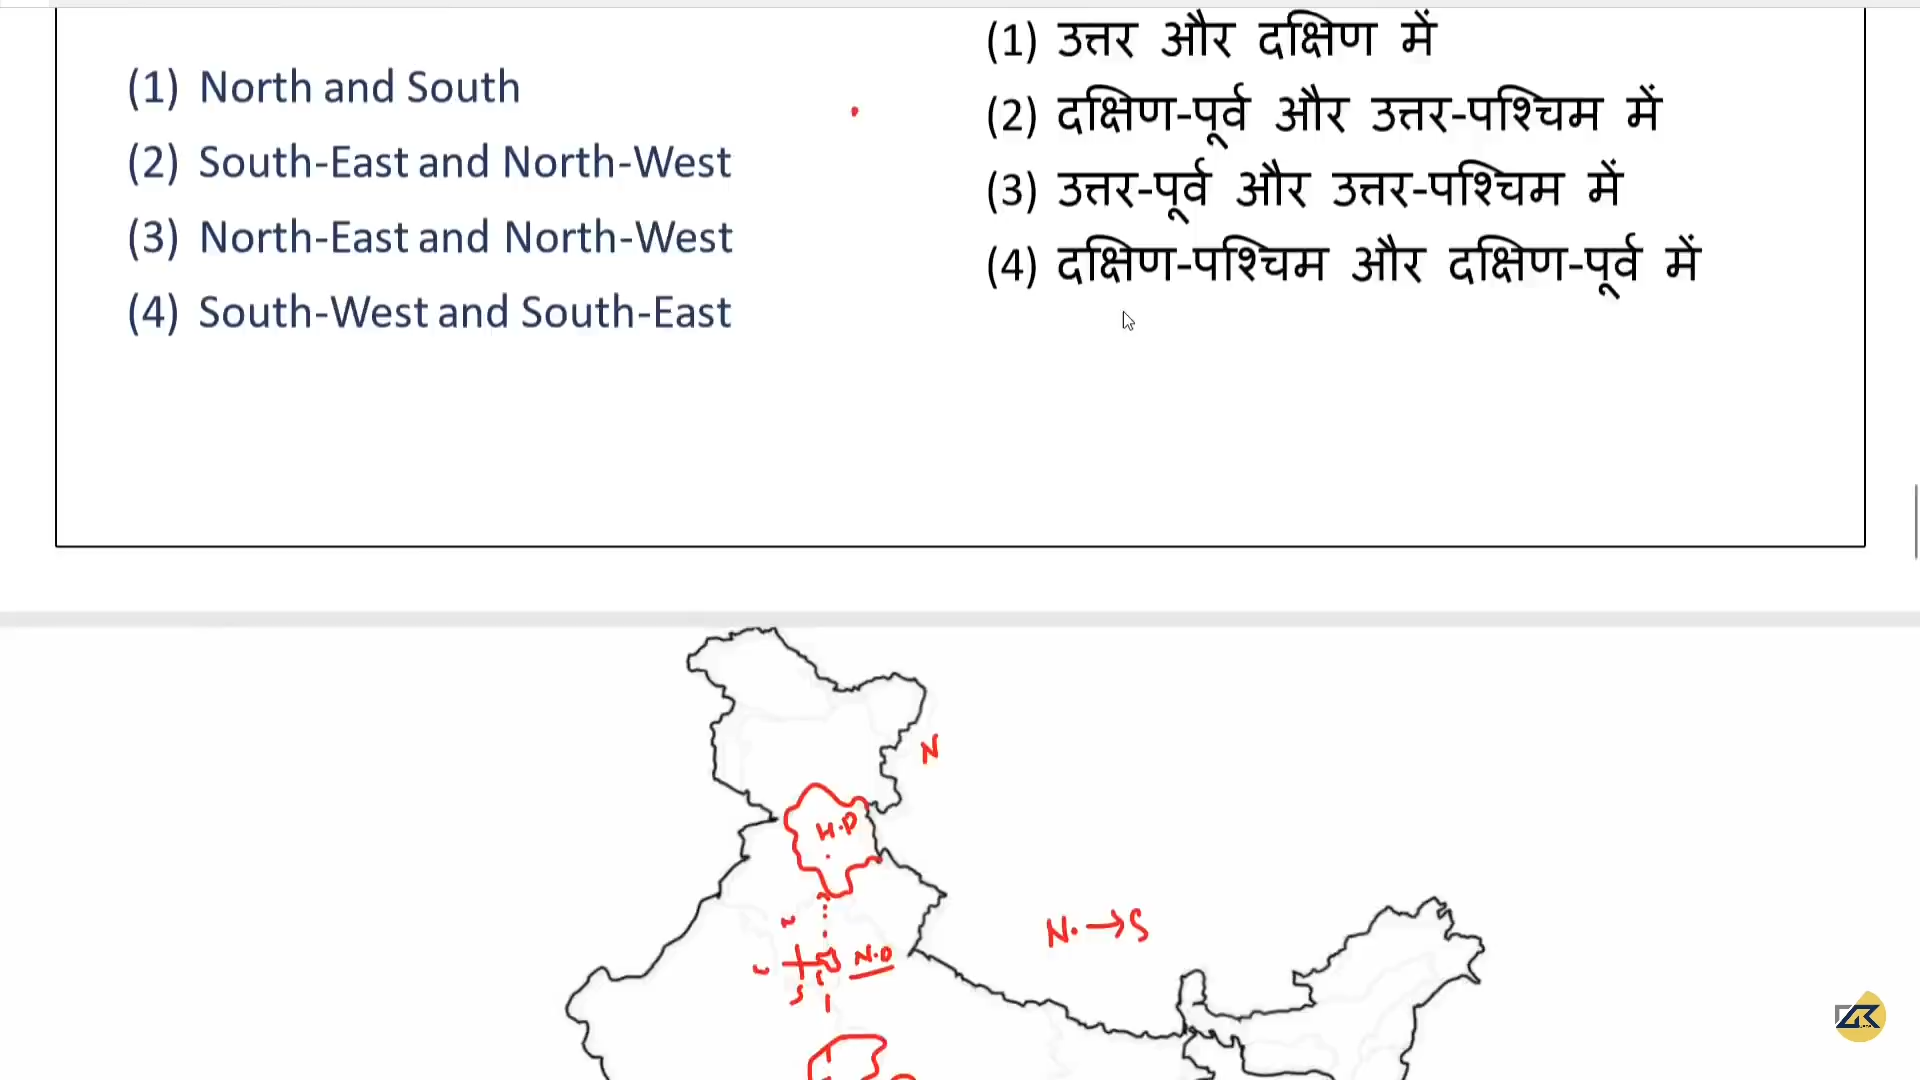 (1) North and South
(2) South-East and North-West
(3) North-East and North-West
(4) South-West and South-East
(1) उत्तर और दक्षिण में
(2) दक्षिण-पूर्व और उत्तर-पश्चिम में
(3) उत्तर-पूर्व और उत्तर-पश्चिम में
(4) दक्षिण-पश्चिम और दक्षिण-पूर्व में
N
H.P
N. → S
N.D
S